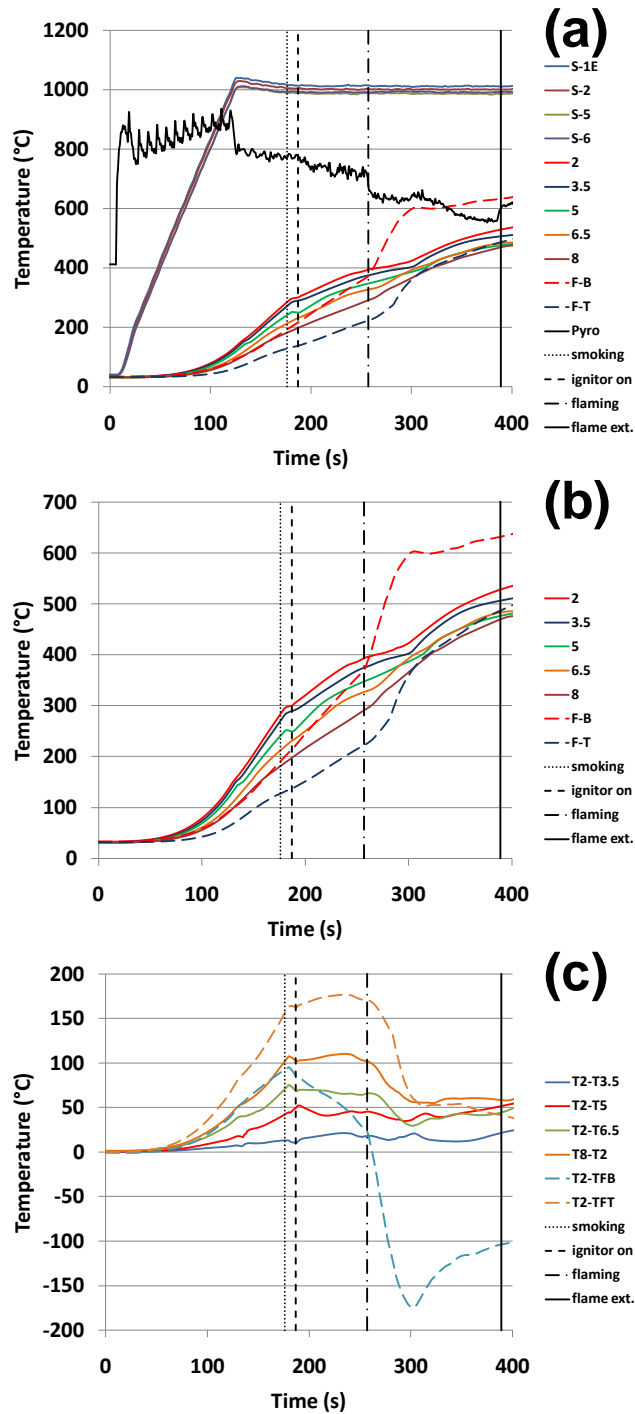 (a)
Temperature (°C)
1200
1000
800
600
400
200
0
0 100 200 300 400
Time (s)
S-1E
S-2
S-5
S-6
2
3.5
5
6.5
8
F-B
F-T
Pyro
smoking
ignitor on
flaming
flame ext.
(b)
Temperature (°C)
700
600
500
400
300
200
100
0
0 100 200 300 400
Time (s)
2
3.5
5
6.5
8
F-B
F-T
smoking
ignitor on
flaming
flame ext.
(c)
Temperature (°C)
200
150
100
50
0
-50
-100
-150
-200
0 100 200 300 400
Time (s)
T2-T3.5
T2-T5
T2-T6.5
T8-T2
T2-TFB
T2-TFT
smoking
ignitor on
flaming
flame ext.